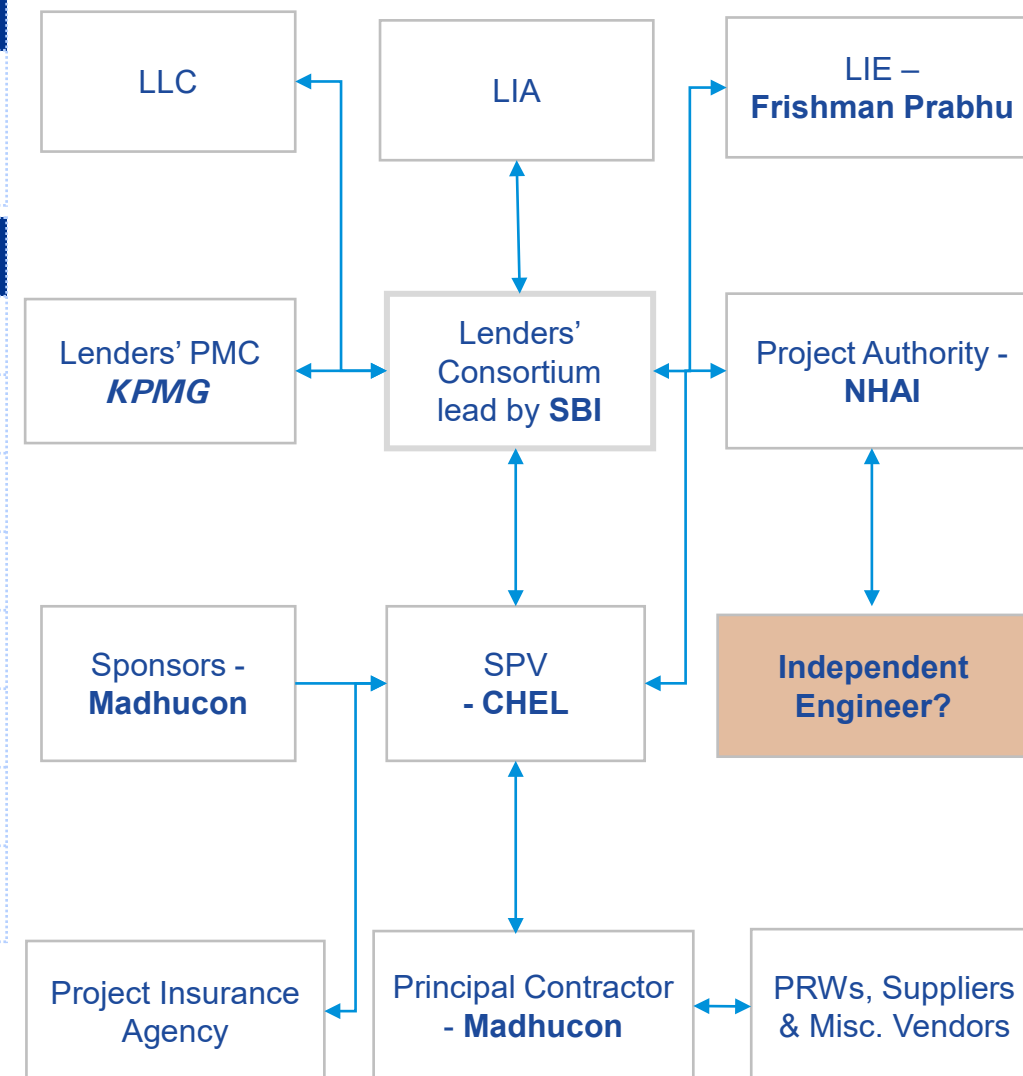 LLC
LIA
LIE –
Frishman Prabhu
Lenders’ PMC
KPMG
Lenders’
Consortium
lead by SBI
Project Authority -
NHAI
Sponsors -
Madhucon
SPV
- CHEL
Independent
Engineer?
Project Insurance
Agency
Principal Contractor
- Madhucon
PRWs, Suppliers
& Misc. Vendors